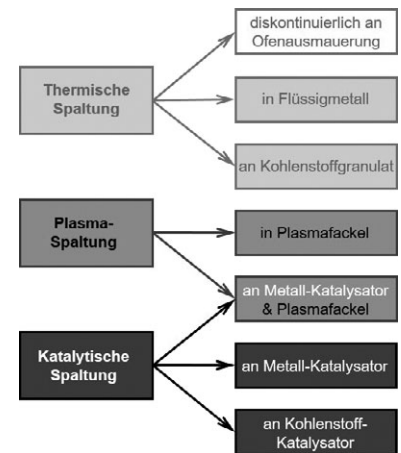 diskontinuierlich an
Ofenausmauerung
Thermische
Spaltung
in Flüssigmetall
an Kohlenstoffgranulat
Plasma-
Spaltung
in Plasmafackel
an Metall-Katalysator
& Plasmafackel
Katalytische
Spaltung
an Metall-Katalysator
an Kohlenstoff-
Katalysator